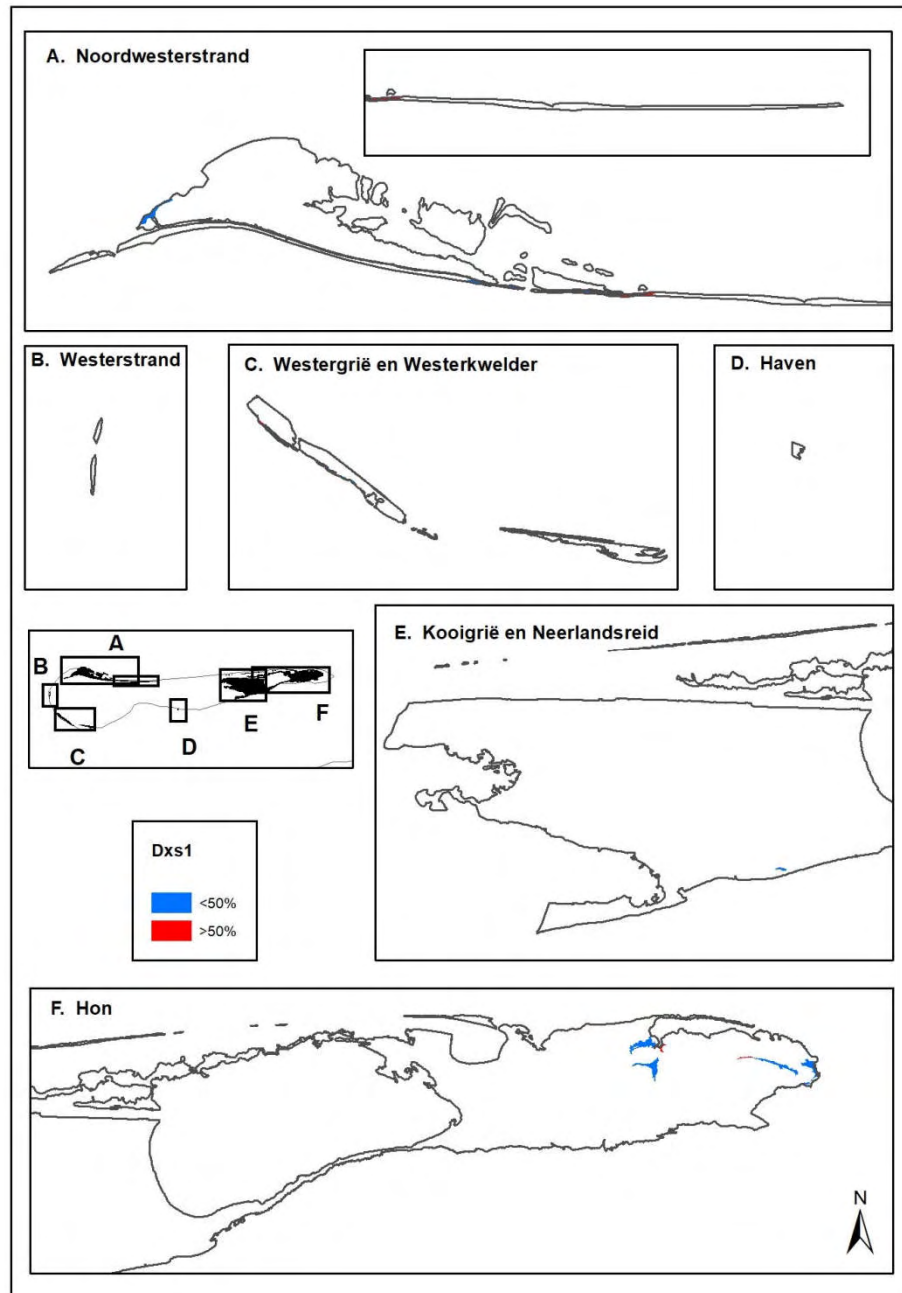 A. Noordwesterstrand
B. Westerstrand
C. Westergrië en Westerkwelder
D. Haven
A
B
C
D
E
F
E. Kooigrië en Neerlandsreid
Dxs1
<50%
>50%
F. Hon
N